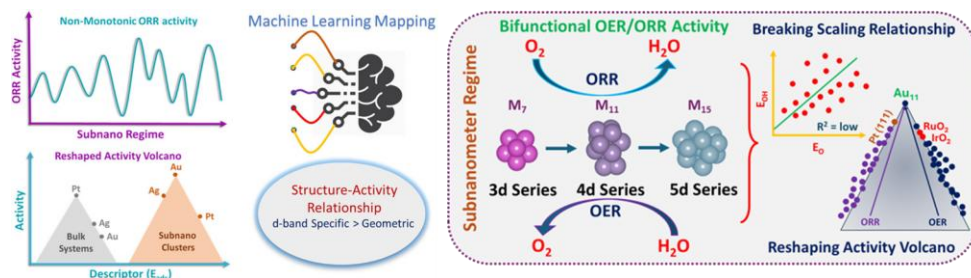 Non-Monotonic ORR activity
ORR Activity
Subnano Regime
Reshaped Activity Volcano
Activity
Pt
Ag
Au
Bulk
Systems
Au
Ag
Pt
Subnano
Clusters
Descriptor
Machine Learning Mapping
Structure-Activity
Relationship
d-band Specific > Geometric
Subnanometer Regime
Bifunctional OER/ORR Activity
O₂
H₂O
ORR
M₇
M₁₁
M₁₅
3d Series
4d Series
5d Series
OER
O₂
H₂O
Breaking Scaling Relationship
E_OH
R² = low
E_O
Au₁₁
Pt (111)
RuO₂
IrO₂
ORR
OER
Reshaping Activity Volcano